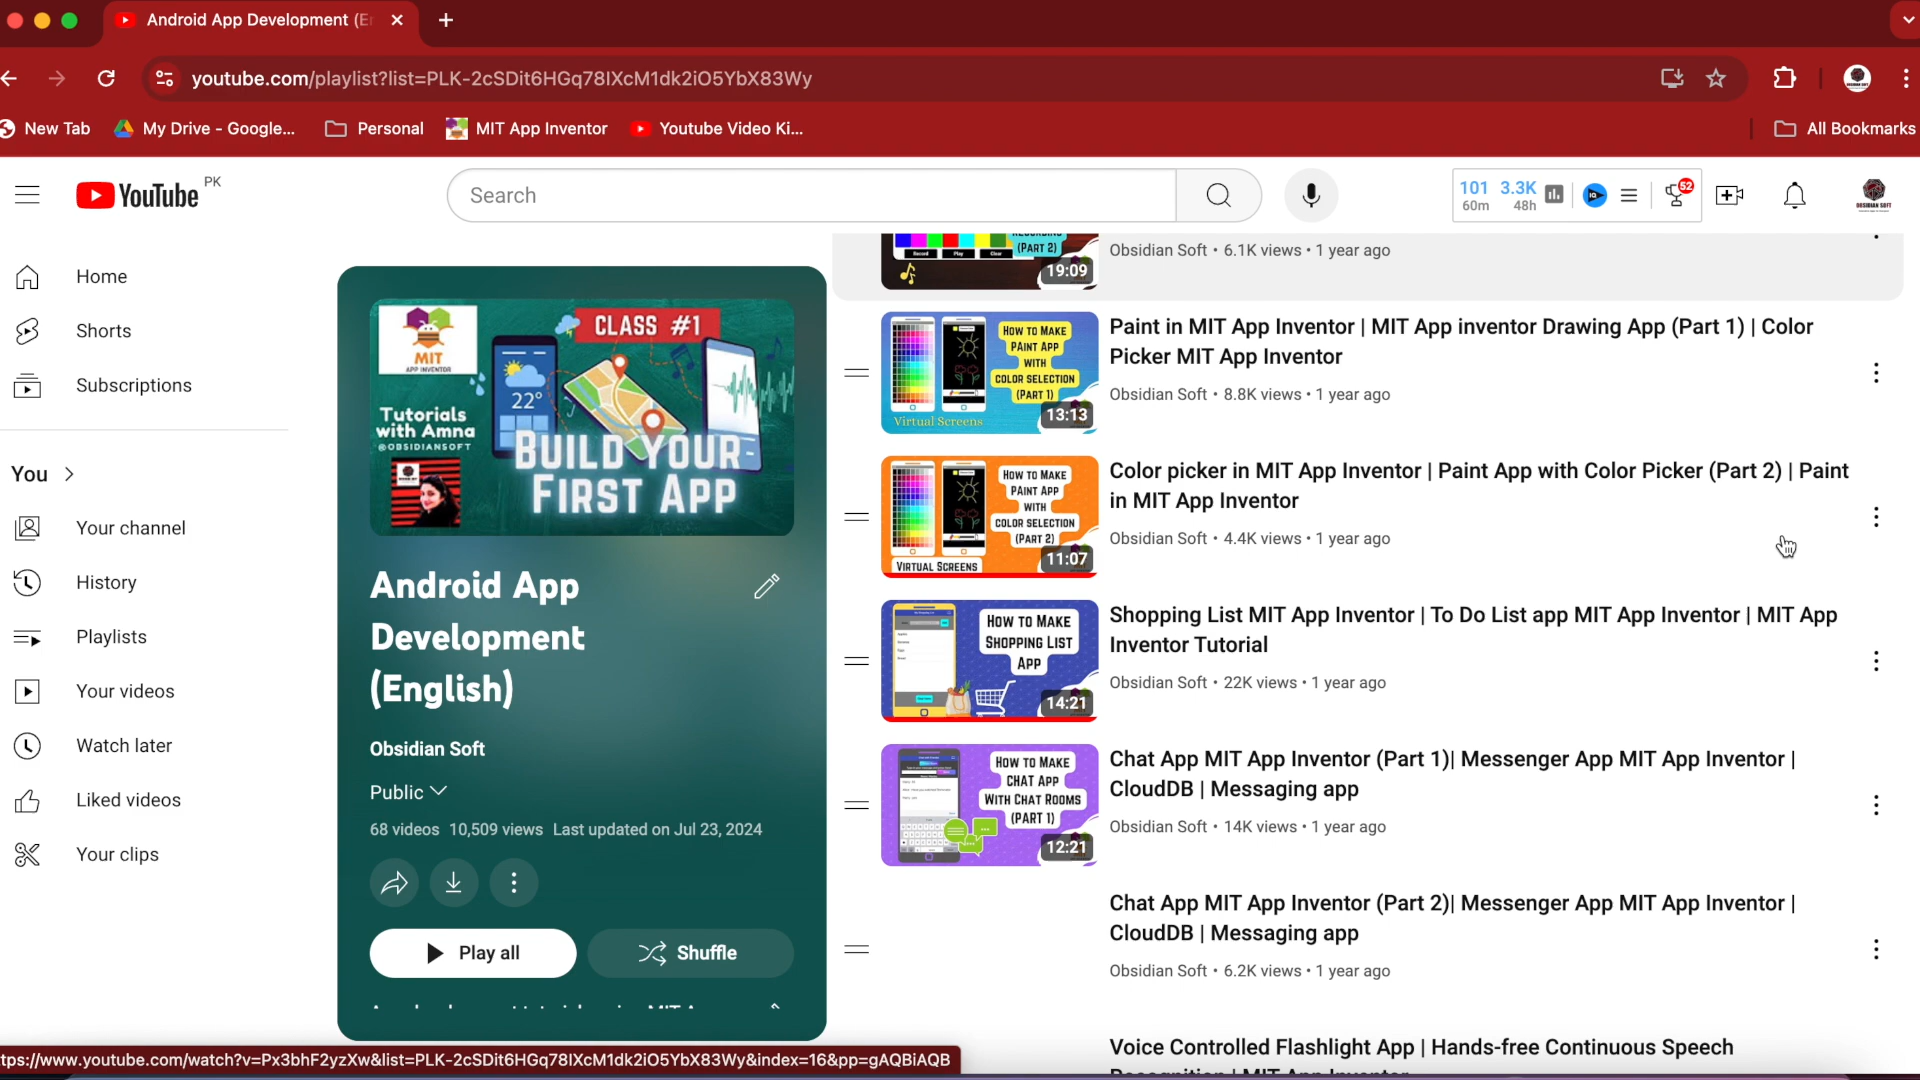 Android App Development (E
youtube.com/playlist?list=PLK-2cSDit6HGq78IXcM1dk2iO5YbX83Wy
New Tab
My Drive - Google...
Personal
MIT App Inventor
Youtube Video Ki...
All Bookmarks
YouTube PK
Search
101 3.3K
60m 48h
52
OBSIDIAN SOFT
Home
Shorts
Subscriptions
You
Your channel
History
Playlists
Your videos
Watch later
Liked videos
Your clips
MIT
APP INVENTOR
CLASS #1
22°
Tutorials
with Amna
@OBSIDIANSOFT
BUILD YOUR
FIRST APP
Android App
Development
(English)
Obsidian Soft
Public
68 videos 10,509 views Last updated on Jul 23, 2024
Play all
Shuffle
(PART 2)
Record Play Clear
19:09
Obsidian Soft • 6.1K views • 1 year ago
How to Make
Paint App
with
color selection
(Part 1)
Virtual Screens
13:13
Paint in MIT App Inventor | MIT App inventor Drawing App (Part 1) | Color
Picker MIT App Inventor
Obsidian Soft • 8.8K views • 1 year ago
How to Make
Paint App
with
color selection
(Part 2)
Virtual Screens
11:07
Color picker in MIT App Inventor | Paint App with Color Picker (Part 2) | Paint
in MIT App Inventor
Obsidian Soft • 4.4K views • 1 year ago
How to Make
Shopping List
App
14:21
Shopping List MIT App Inventor | To Do List app MIT App Inventor | MIT App
Inventor Tutorial
Obsidian Soft • 22K views • 1 year ago
How to Make
Chat App
With Chat Rooms
(Part 1)
12:21
Chat App MIT App Inventor (Part 1)| Messenger App MIT App Inventor |
CloudDB | Messaging app
Obsidian Soft • 14K views • 1 year ago
Chat App MIT App Inventor (Part 2)| Messenger App MIT App Inventor |
CloudDB | Messaging app
Obsidian Soft • 6.2K views • 1 year ago
Voice Controlled Flashlight App | Hands-free Continuous Speech
tps://www.youtube.com/watch?v=Px3bhF2yzXw&list=PLK-2cSDit6HGq78IXcM1dk2iO5YbX83Wy&index=16&pp=gAQBiAQB